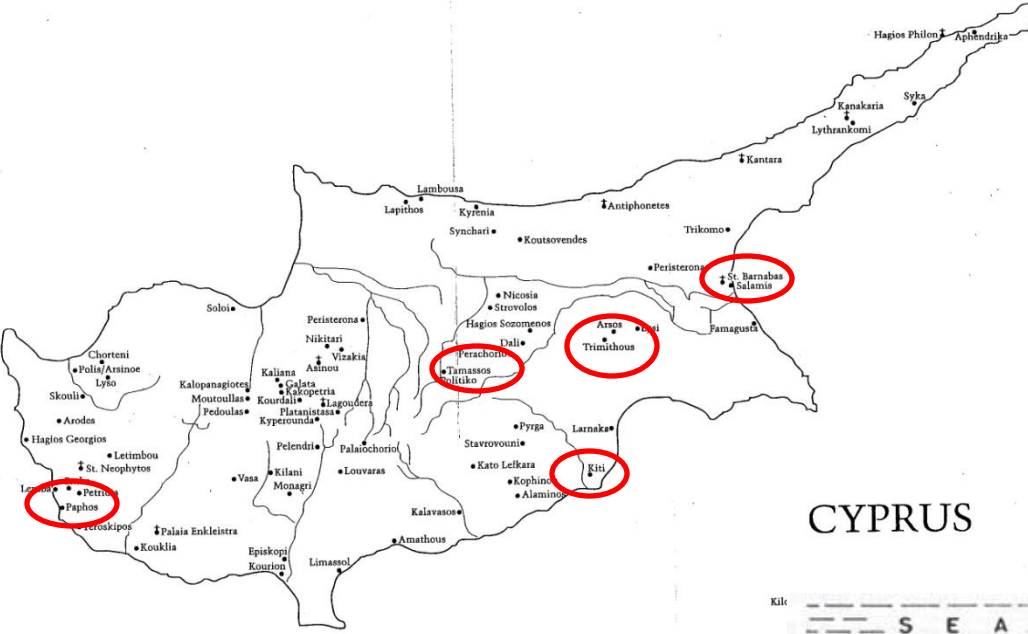 Hagios Philon
Aphendrika
Syka
Kanakaria
Lythrankomi
Kantara
Lambousa
Lapithos
Kyrenia
Antiphonetes
Synchari
Koutsovendes
Trikomo
Peristerona
St. Barnabas
Salamis
Nicosia
Strovolos
Soloi
Peristerona
Hagios Sozomenos
Arsos
Famagusta
Nikitari
Dali
Trimithous
Vizakia
Perachorio
Chorteni
Asinou
Polis/Arsinoe
Tamassos
Politiko
Lyso
Kaliana
Galata
Kalopanagiotes
Kakopetria
Skouli
Moutoullas
Kourdali
Lagoudera
Pedoulas
Platanistasa
Kyperounda
Arodes
Pyrga
Larnaka
Hagios Georgios
Stavrovouni
Pelendri
Palaiochorio
Letimbou
St. Neophytos
Kato Lefkara
Kiti
Vasa
Kilani
Louvaras
Kophinou
Monagri
Alaminos
Petridia
Paphos
Kalavasos
Yeroskipos
Palaia Enkleistra
Kouklia
Amathous
Episkopi
Kourion
Limassol
CYPRUS
SEA